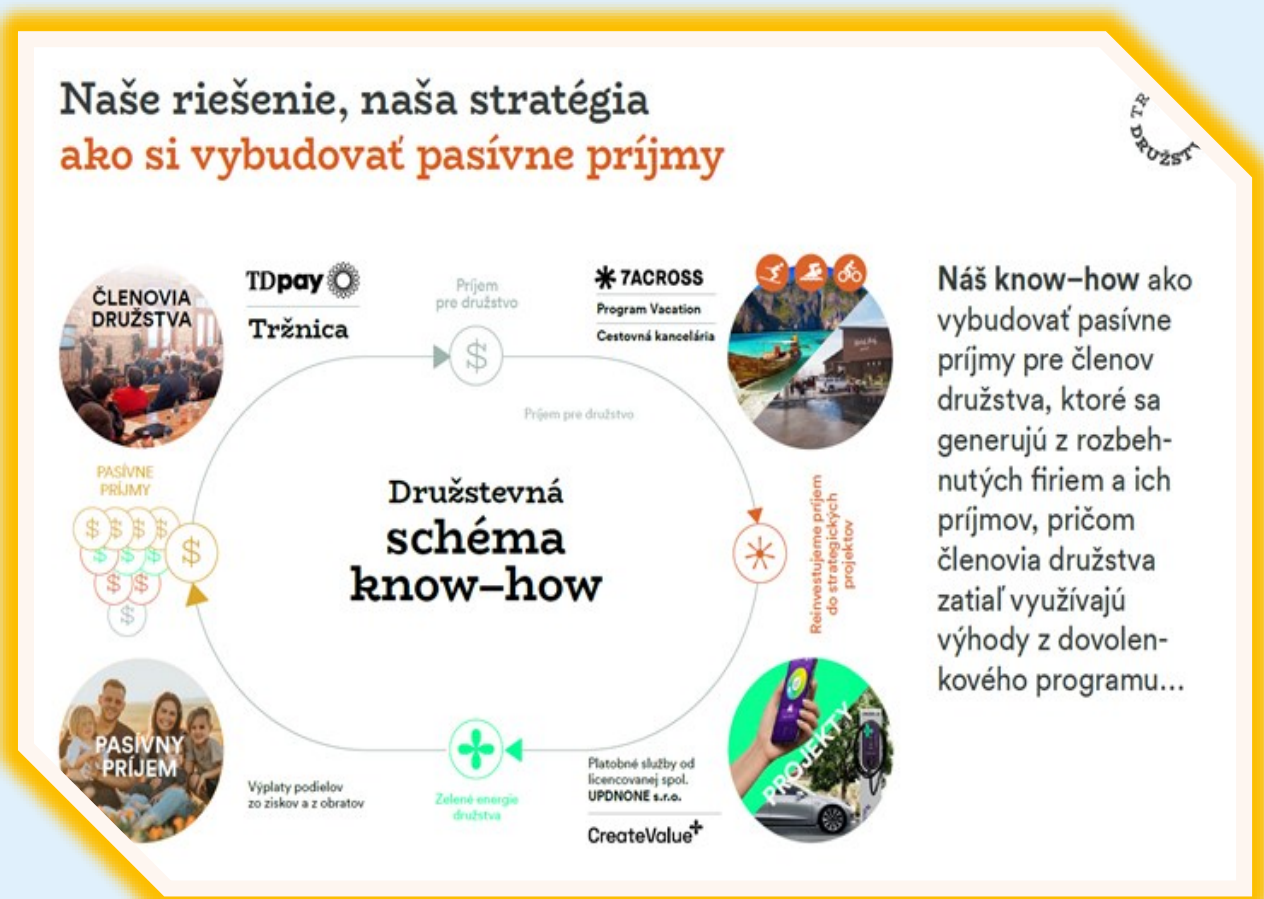 Naše riešenie, naša stratégia
ako si vybudovať pasívne príjmy
TR
DRUŽST
ČLENOVIA
DRUŽSTVA
TDpay
Tržnica
Príjem
pre družstvo
$
7ACROSS
Program Vacation
Cestovná kancelária
Príjem pre družstvo
PASÍVNE
PRÍJMY
$ $ $ $
$ $ $
$ $
$
$
Družstevná
schéma
know–how
Reinvestujeme príjem
do strategických
projektov
PASÍVNY
PRÍJEM
Výplaty podielov
zo ziskov a z obratov
Zelené energie
družstva
Platobné služby od
licencovanej spol.
UPDNONE s.r.o.
CreateValue+
PROJEKTY
Náš know–how ako
vybudovať pasívne
príjmy pre členov
družstva, ktoré sa
generujú z rozbeh-
nutých firiem a ich
príjmov, pričom
členovia družstva
zatiaľ využívajú
výhody z dovolen-
kového programu...